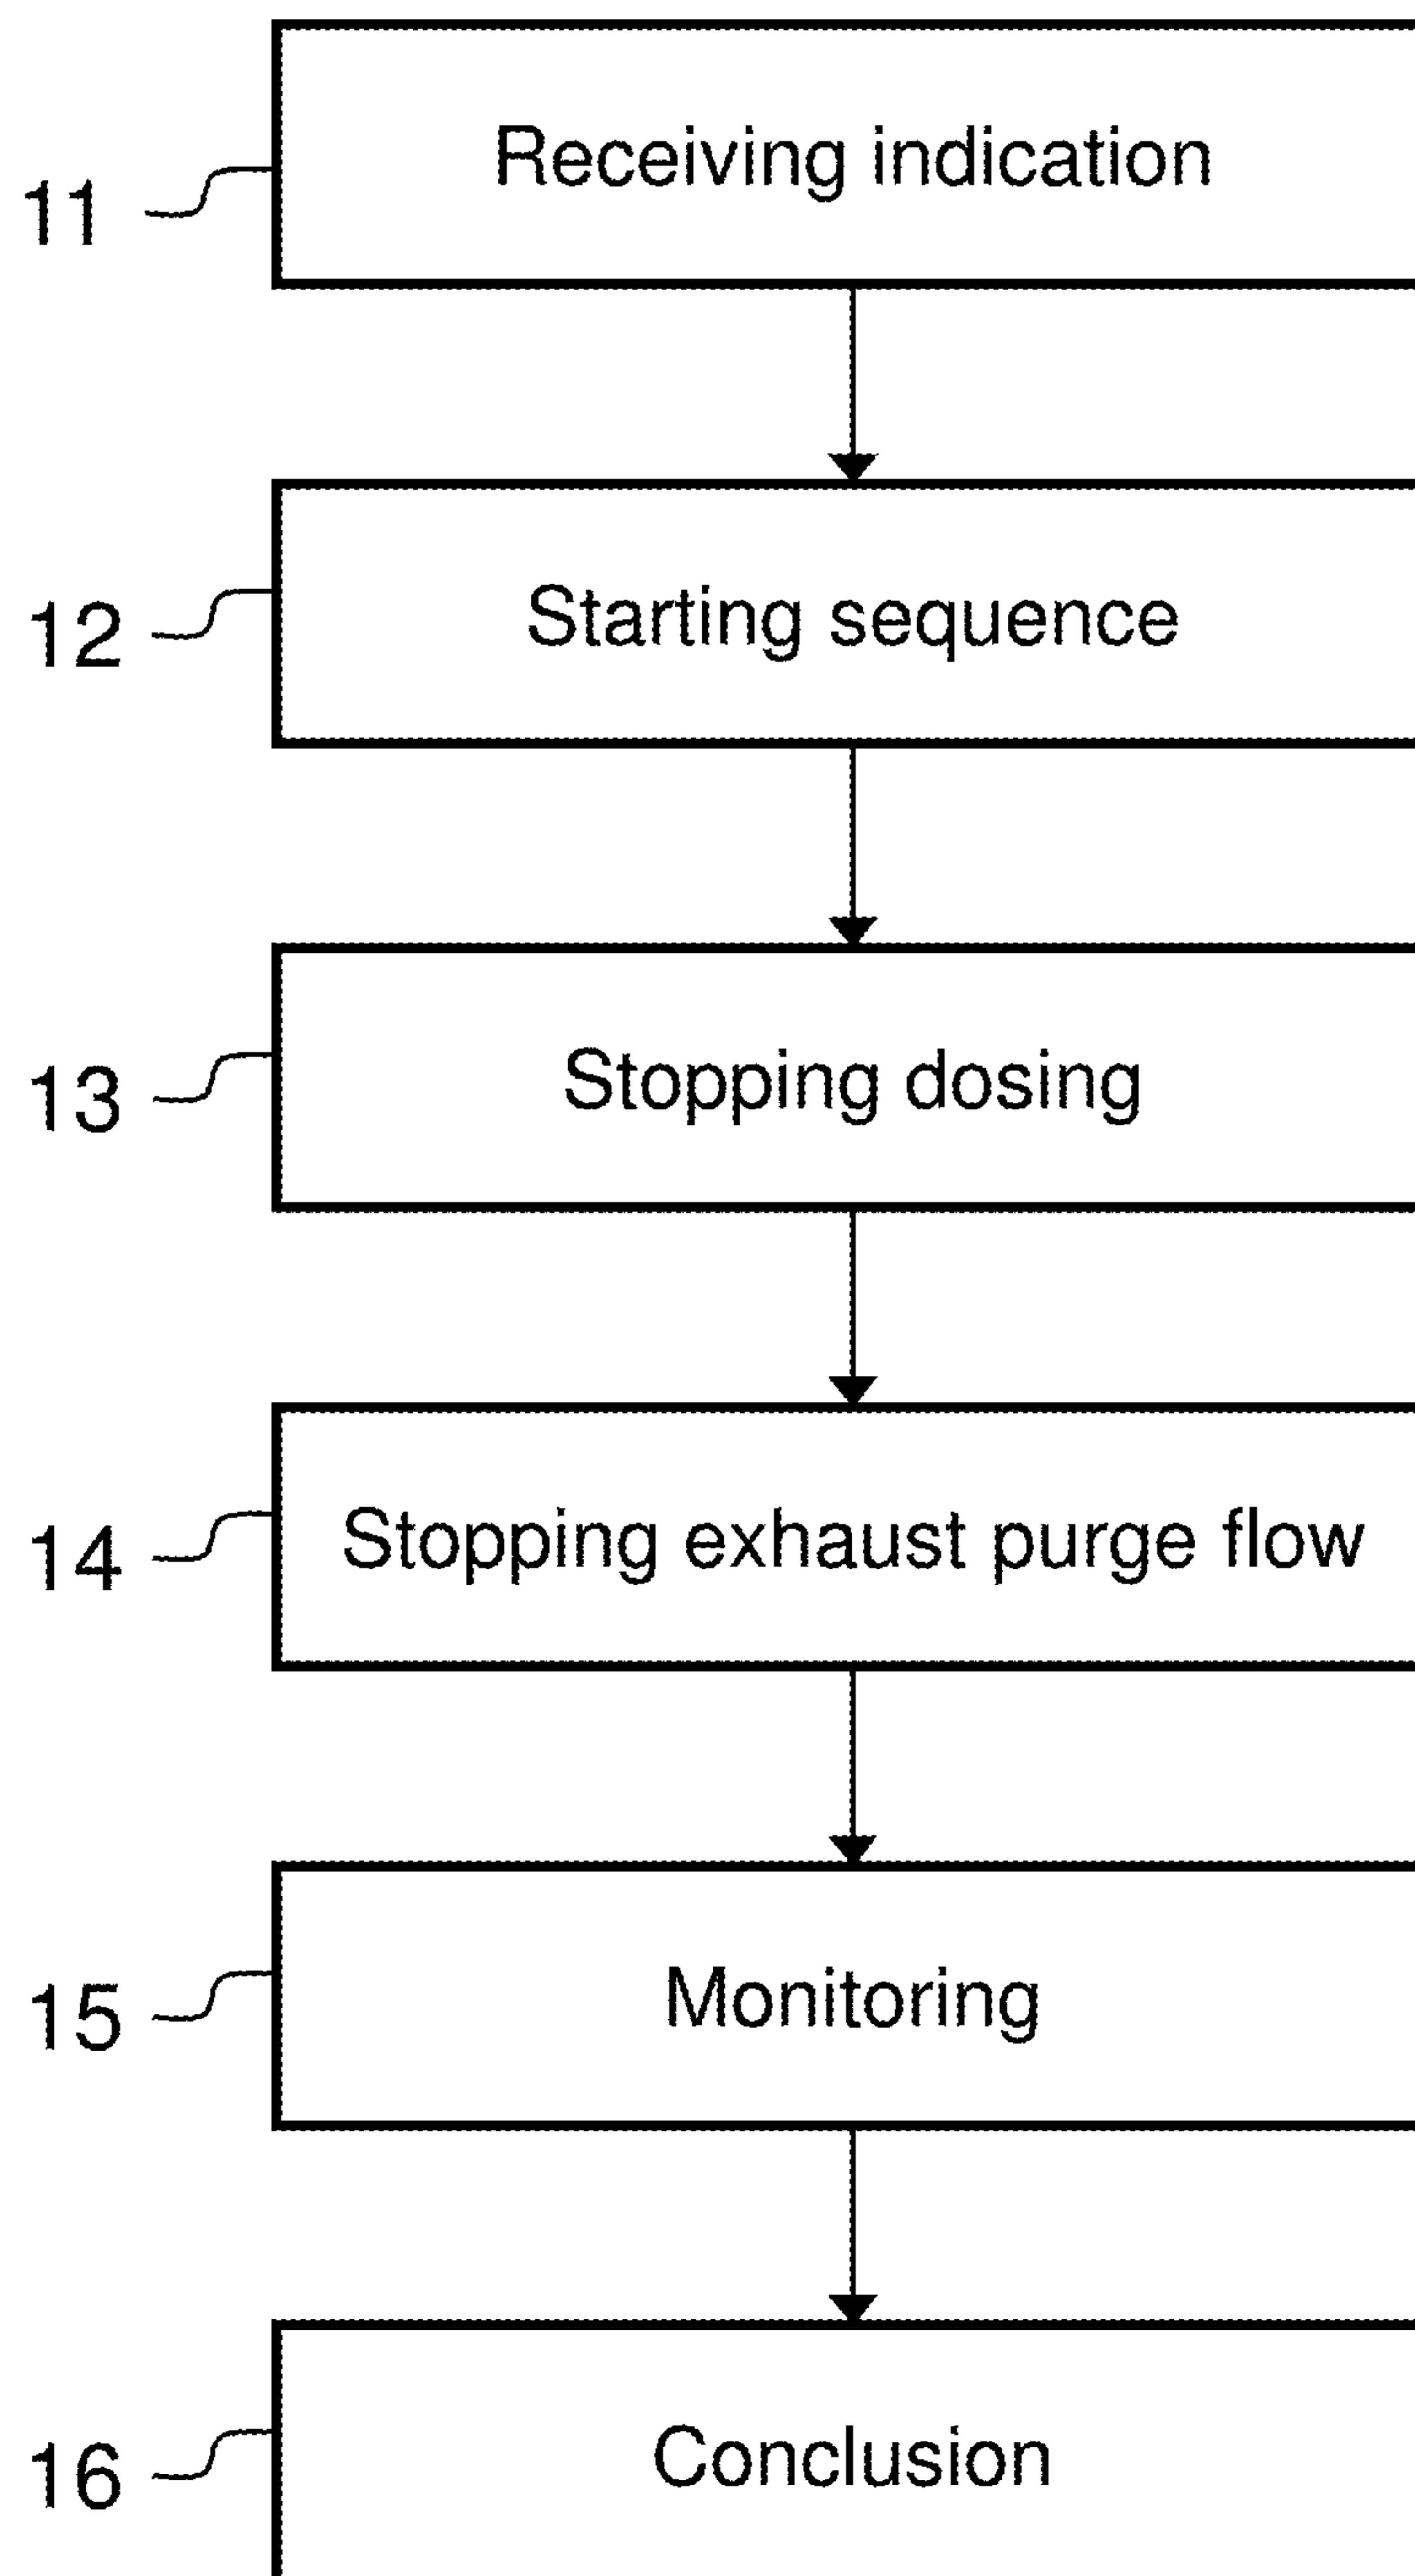 11
Receiving indication
12
Starting sequence
13
Stopping dosing
14
Stopping exhaust purge flow
15
Monitoring
16
Conclusion